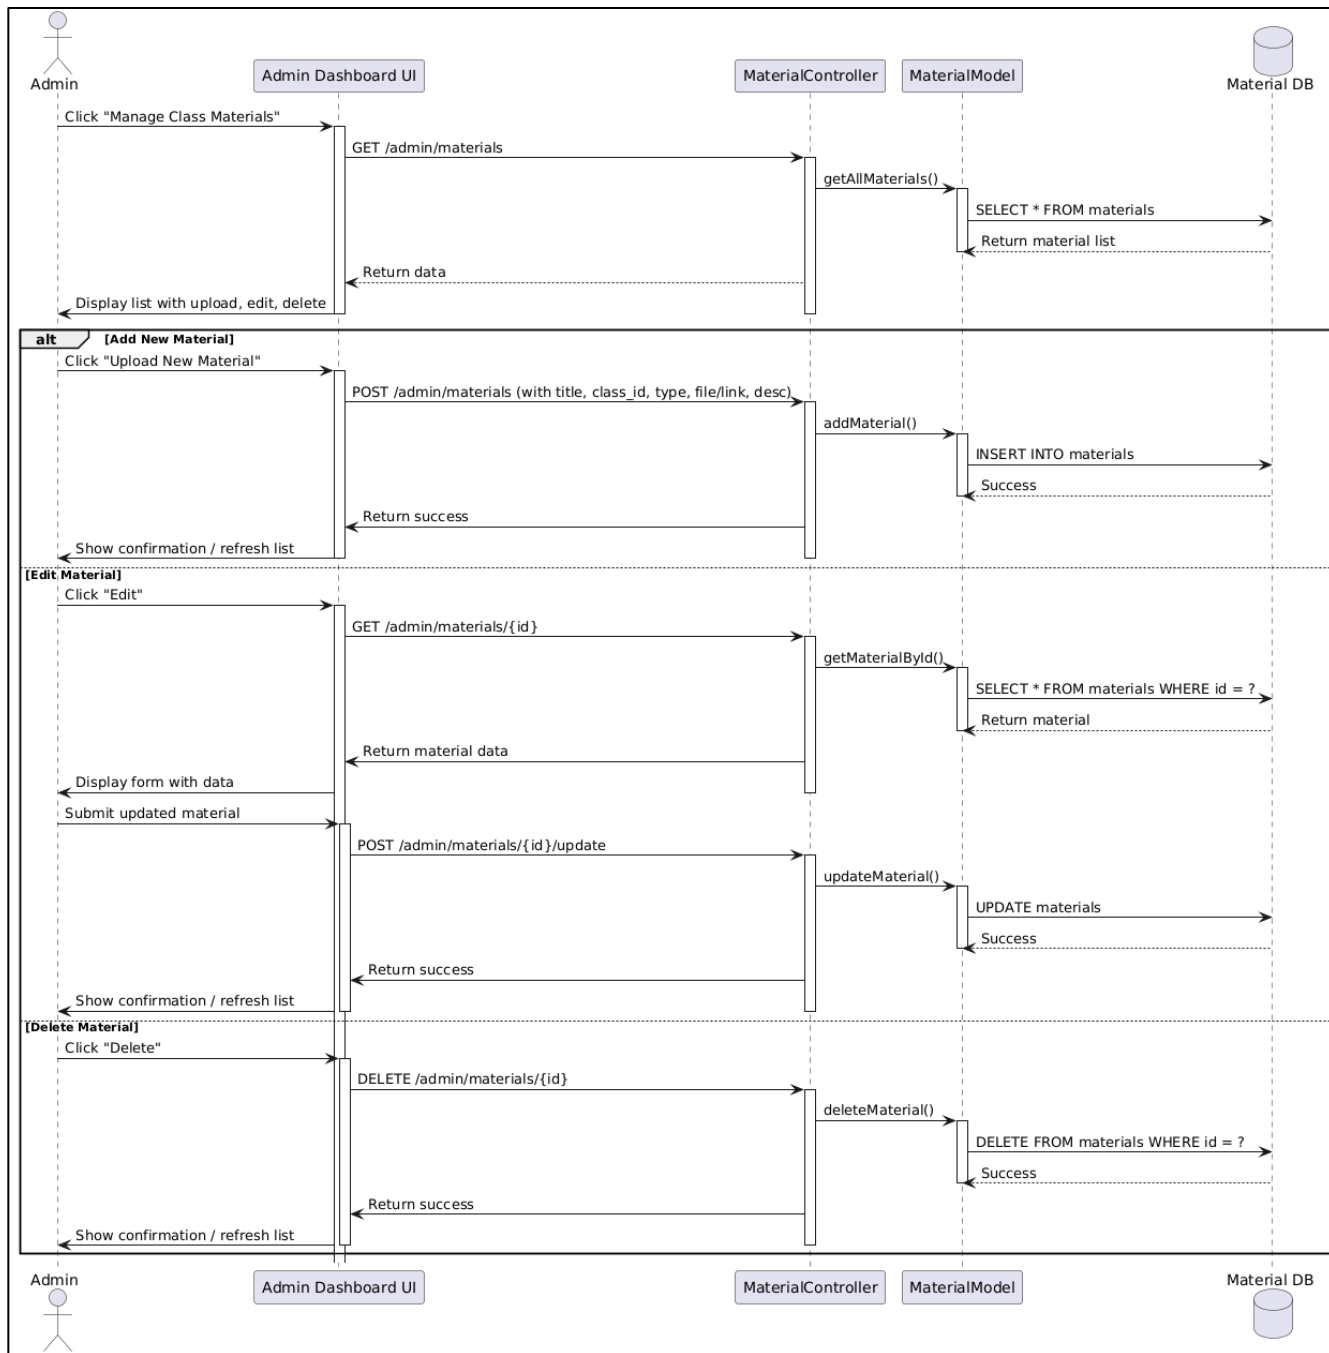 Admin
Admin Dashboard UI
MaterialController
MaterialModel
Material DB
Click "Manage Class Materials"
GET /admin/materials
getAllMaterials()
SELECT * FROM materials
Return material list
Return data
Display list with upload, edit, delete
alt
[Add New Material]
Click "Upload New Material"
POST /admin/materials (with title, class_id, type, file/link, desc)
addMaterial()
INSERT INTO materials
Success
Return success
Show confirmation / refresh list
[Edit Material]
Click "Edit"
GET /admin/materials/{id}
getMaterialById()
SELECT * FROM materials WHERE id = ?
Return material
Return material data
Display form with data
Submit updated material
POST /admin/materials/{id}/update
updateMaterial()
UPDATE materials
Success
Return success
Show confirmation / refresh list
[Delete Material]
Click "Delete"
DELETE /admin/materials/{id}
deleteMaterial()
DELETE FROM materials WHERE id = ?
Success
Return success
Show confirmation / refresh list
Admin
Admin Dashboard UI
MaterialController
MaterialModel
Material DB